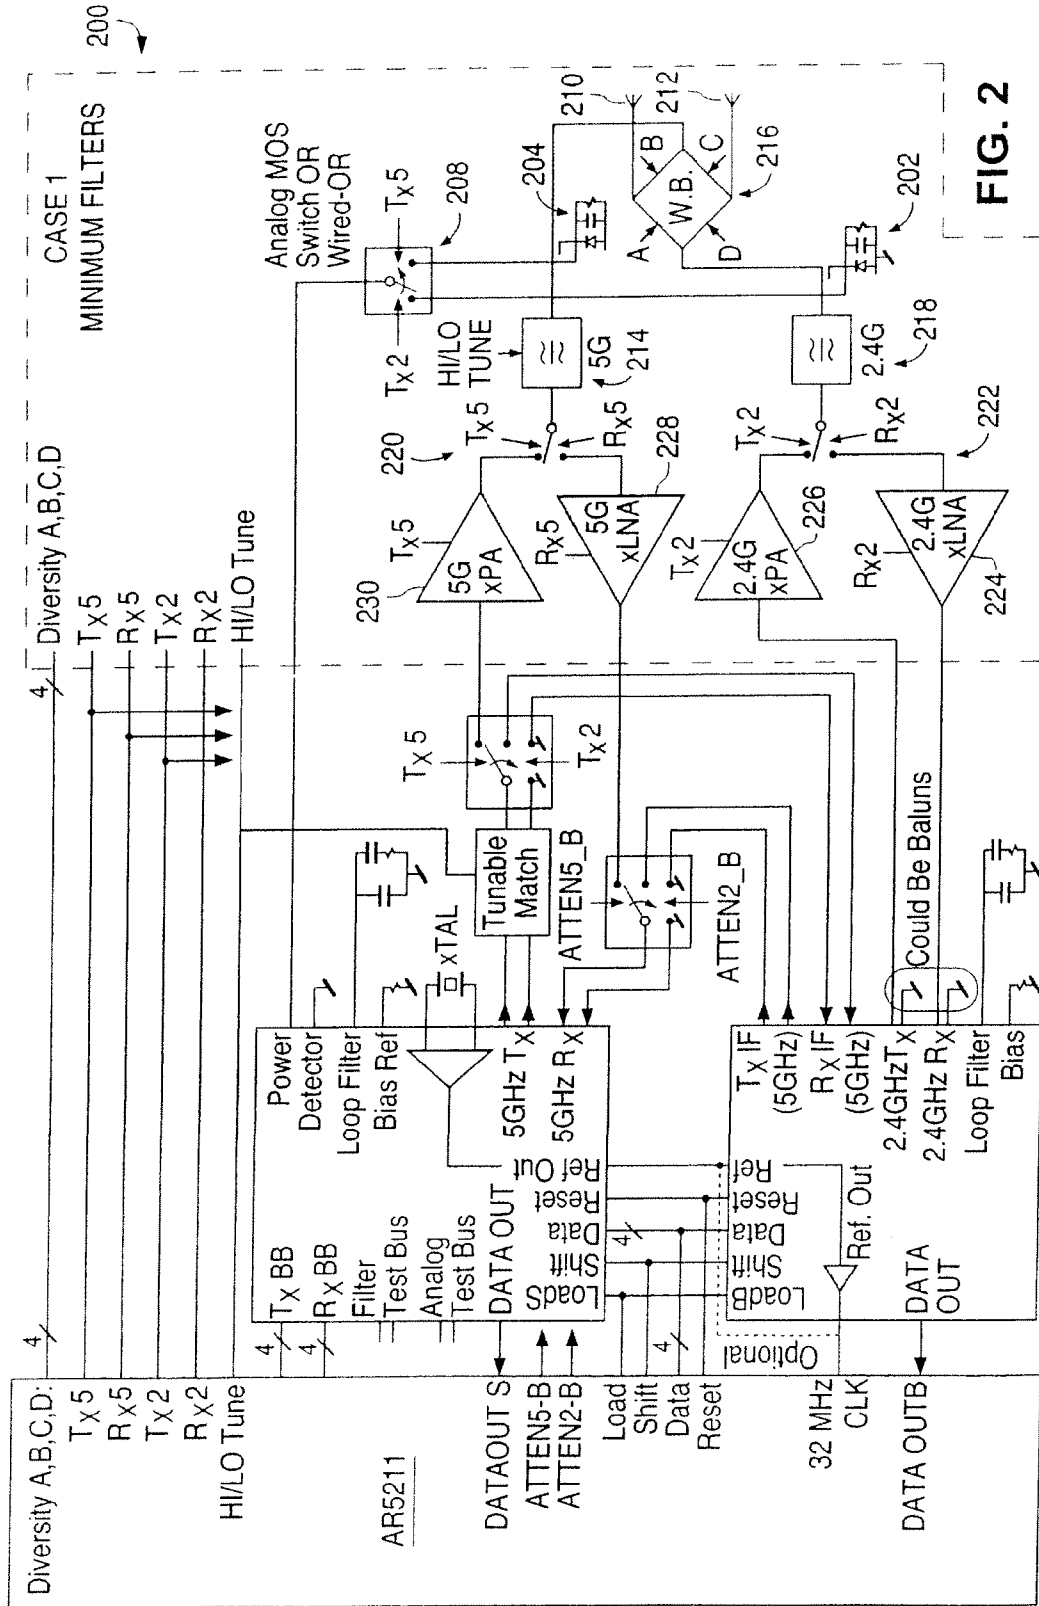 200
CASE 1
MINIMUM FILTERS
Diversity A,B,C,D:
Tx5
Rx5
Tx2
Rx2
HI/LO Tune
4
4
Diversity A,B,C,D
Tx5
Rx5
Tx2
Rx2
HI/LO Tune
AR5211
DATAOUT S
ATTEN5-B
ATTEN2-B
Load
Shift
Data
Reset
32 MHz
CLK
DATA OUTB
4
4
4
Optional
TxBB
RxBB
Filter
Test Bus
Analog
Test Bus
DATA OUT
LoadS
Shift
Data
Reset
Ref Out
4
Power
Detector
Loop Filter
Bias Ref
5GHz Tx
5GHz Rx
xTAL
Tunable
Match
Tx5
Tx2
ATTEN5_B
ATTEN2_B
LoadB
Shift
Data
Reset
Ref
Ref. Out
DATA
OUT
Tx IF
(5GHz)
Rx IF
(5GHz)
2.4GHzTx
2.4GHz Rx
Loop Filter
Bias
Could Be Baluns
Analog MOS
Switch OR
Wired-OR
Tx2
Tx5
208
204
202
HI/LO
TUNE
5G
214
220
Tx5
Rx5
Tx5
5G
xPA
230
Rx5
5G
xLNA
228
2.4G
218
Tx2
Rx2
222
Tx2
2.4G
xPA
226
Rx2
2.4G
xLNA
224
210
212
216
A
B
C
D
W.B.
FIG. 2